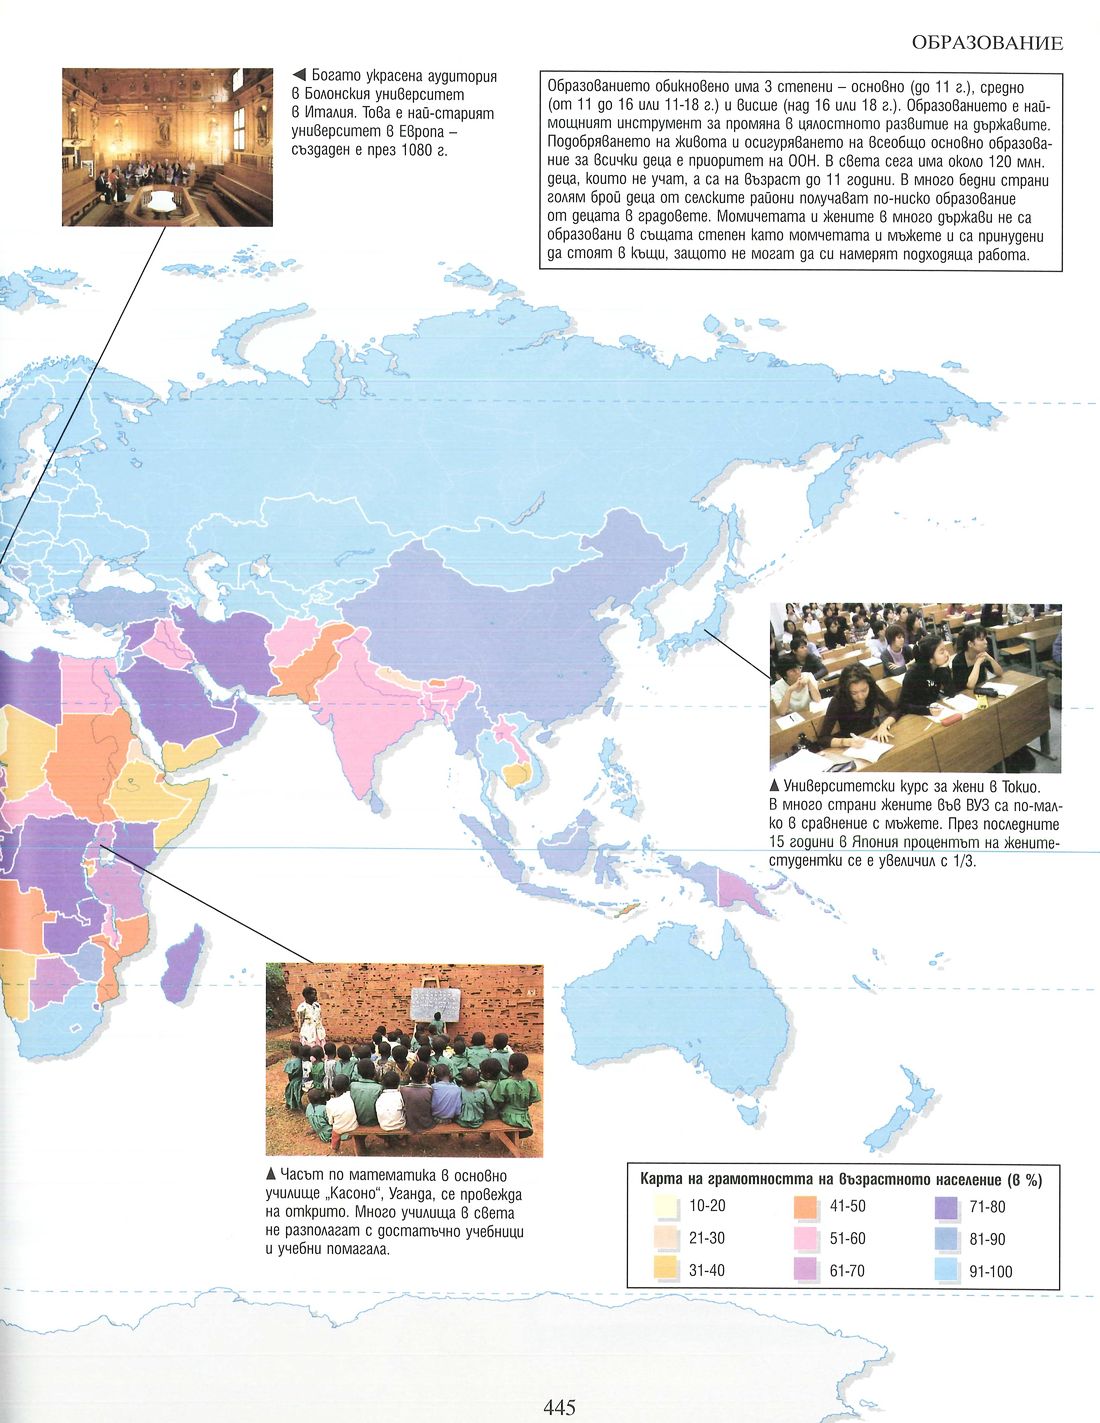 ОБРАЗОВАНИЕ
◀ Богато украсена аудитория
в Болонския университет
в Италия. Това е най-старият
университет в Европа –
създаден е през 1080 г.
Образованието обикновено има 3 степени – основно (до 11 г.), средно
(от 11 до 16 или 11-18 г.) и висше (над 16 или 18 г.). Образованието е най-
мощният инструмент за промяна в цялостното развитие на държавите.
Подобряването на живота и осигуряването на всеобщо основно образова-
ние за всички деца е приоритет на ООН. В света сега има около 120 млн.
деца, които не учат, а са на възраст до 11 години. В много бедни страни
голям брой деца от селските райони получават по-ниско образование
от децата в градовете. Момичетата и жените в много държави не са
образовани в същата степен като момчетата и мъжете и са принудени
да стоят в къщи, защото не могат да си намерят подходяща работа.
▲ Университетски курс за жени в Токио.
В много страни жените във ВУЗ са по-мал-
ко в сравнение с мъжете. През последните
15 години в Япония процентът на жените-
студентки се е увеличил с 1/3.
▲ Часът по математика в основно
училище „Касоно“, Уганда, се провежда
на открито. Много училища в света
не разполагат с достатъчно учебници
и учебни помагала.
Карта на грамотността на възрастното население (в %)
10-20 41-50 71-80
21-30 51-60 81-90
31-40 61-70 91-100
445